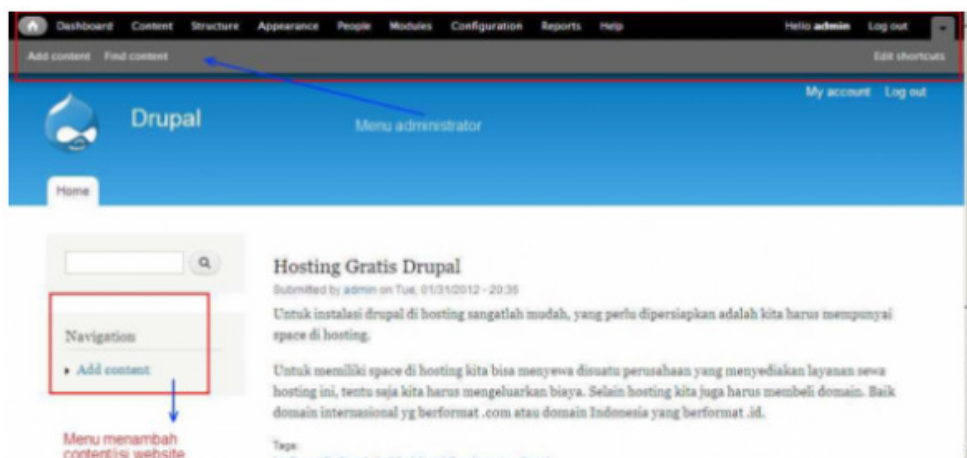 Dashboard Content Structure Appearance People Modules Configuration Reports Help Hello admin Log out
Add content Find content Edit shortcuts
My account Log out
Drupal
Menu administrator
Home
Hosting Gratis Drupal
Submitted by admin on Tue, 01/31/2012 - 20:35
Untuk instalasi drupal di hosting sangatlah mudah, yang perlu dipersiapkan adalah kita harus mempunyai
space di hosting.
Navigation
Add content
Untuk memiliki space di hosting kita bisa menyewa disuatu perusahaan yang menyediakan layanan sewa
hosting ini, tentu saja kita harus mengeluarkan biaya. Selain hosting kita juga harus membeli domain. Baik
domain internasional yg berformat .com atau domain Indonesia yang berformat .id.
Menu menambah
content/isi website
Tags: